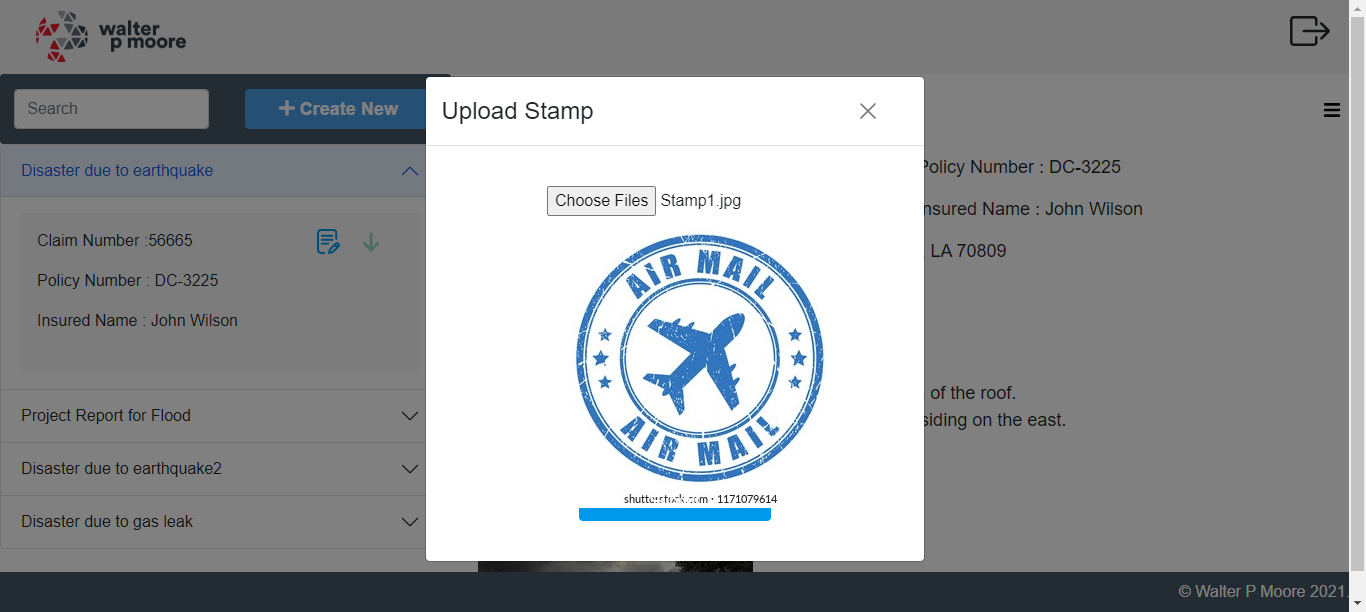 walter
p moore
Search
Create New
Disaster due to earthquake
Claim Number :56665
Policy Number : DC-3225
Insured Name : John Wilson
Project Report for Flood
Disaster due to earthquake2
Disaster due to gas leak
Upload Stamp
Choose Files Stamp1.jpg
AIR MAIL
AIR MAIL
shutterstock.com · 1171079614
Policy Number : DC-3225
nsured Name : John Wilson
LA 70809
of the roof.
siding on the east.
© Walter P Moore 2021.